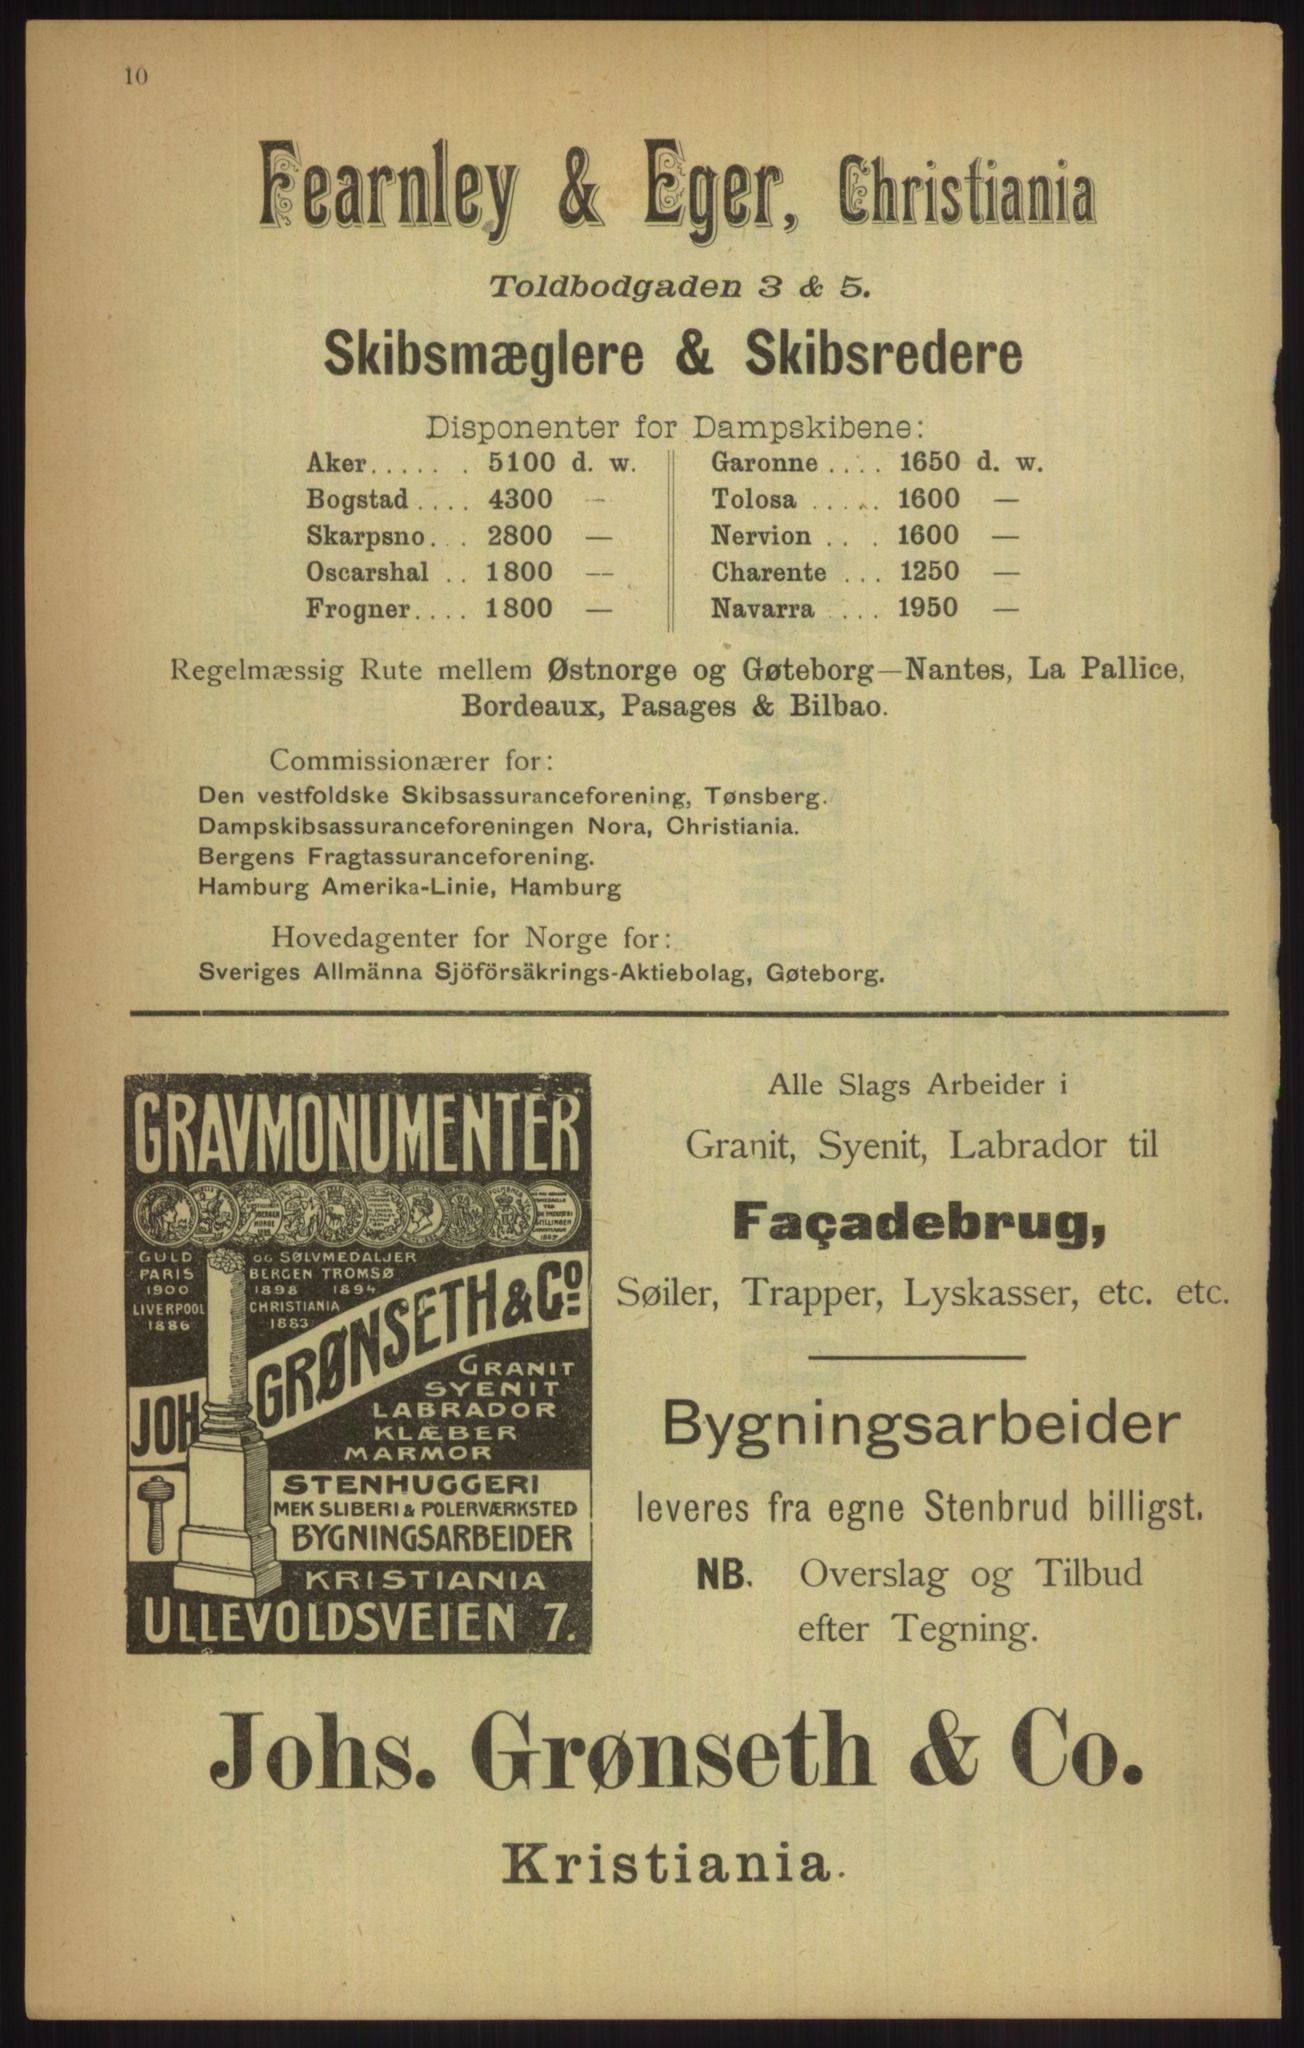 10
Fearnley & Eger, Christiania
Toldbodgaden 3 & 5.
Skibsmæglere & Skibsredere
Disponenter for Dampskibene:
Aker. . . . . . 5100 d. w. Garonne . . . . 1650 d. w.
Bogstad . . . . 4300 — Tolosa . . . . . 1600 —
Skarpsno. . . 2800 — Nervion . . . 1600 —
Oscarshal . . 1800 — Charente . . . 1250 —
Frogner. . . . 1800 — Navarra . . . . 1950 —
Regelmæssig Rute mellem Østnorge og Gøteborg—Nantes, La Pallice,
Bordeaux, Pasages & Bilbao.
Commissionærer for:
Den vestfoldske Skibsassuranceforening, Tønsberg.
Dampskibsassuranceforeningen Nora, Christiania.
Bergens Fragtassuranceforening.
Hamburg Amerika-Linie, Hamburg
Hovedagenter for Norge for:
Sveriges Allmänna Sjöförsäkrings-Aktiebolag, Gøteborg.
GRAVMONUMENTER
GULD OG SØLVMEDALJER
PARIS BERGEN TROMSØ
1900 1898 1894
LIVERPOOL CHRISTIANIA
1886 1883
JOH GRØNSETH & Co.
GRANIT
SYENIT
LABRADOR
KLÆBER
MARMOR
STENHUGGERI
MEK SLIBERI & POLERVÆRKSTED
BYGNINGSARBEIDER
KRISTIANIA
ULLEVOLDSVEIEN 7.
Alle Slags Arbeider i
Granit, Syenit, Labrador til
Façadebrug,
Søiler, Trapper, Lyskasser, etc. etc.
Bygningsarbeider
leveres fra egne Stenbrud billigst.
NB. Overslag og Tilbud
efter Tegning.
Johs. Grønseth & Co.
Kristiania.